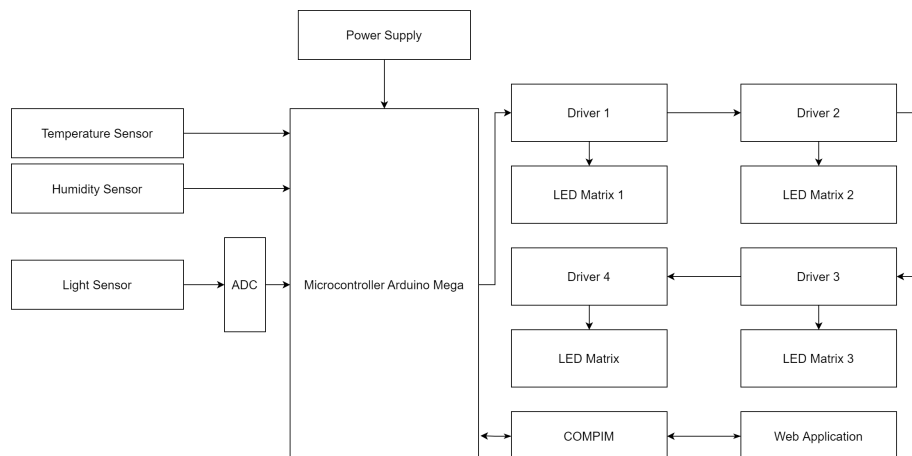 Power Supply
Temperature Sensor
Driver 1
Driver 2
Humidity Sensor
LED Matrix 1
LED Matrix 2
Light Sensor
ADC
Microcontroller Arduino Mega
Driver 4
Driver 3
LED Matrix
LED Matrix 3
COMPIM
Web Application